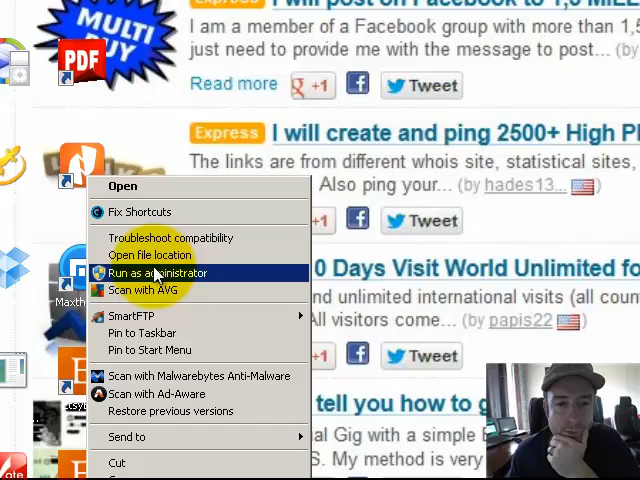 MULTI
BUY
PDF
Express
I will post on Facebook to 1,5 MILL
I am a member of a Facebook group with more than 1,5
just need to provide me with the message to post... (by
Read more
+1
Tweet
Express
I will create and ping 2500+ High P
The links are from different whois site, statistical sites,
Also ping your... (by hades13...
+1
Tweet
0 Days Visit World Unlimited fo
and unlimited international visits (all coun
All visitors come... (by papis22
+1
Tweet
tell you how to g
al Gig with a simple E
S. My method is very
Maxth
Open
Fix Shortcuts
Troubleshoot compatibility
Open file location
Run as administrator
Scan with AVG
SmartFTP
Pin to Taskbar
Pin to Start Menu
Scan with Malwarebytes Anti-Malware
Scan with Ad-Aware
Restore previous versions
Send to
Cut